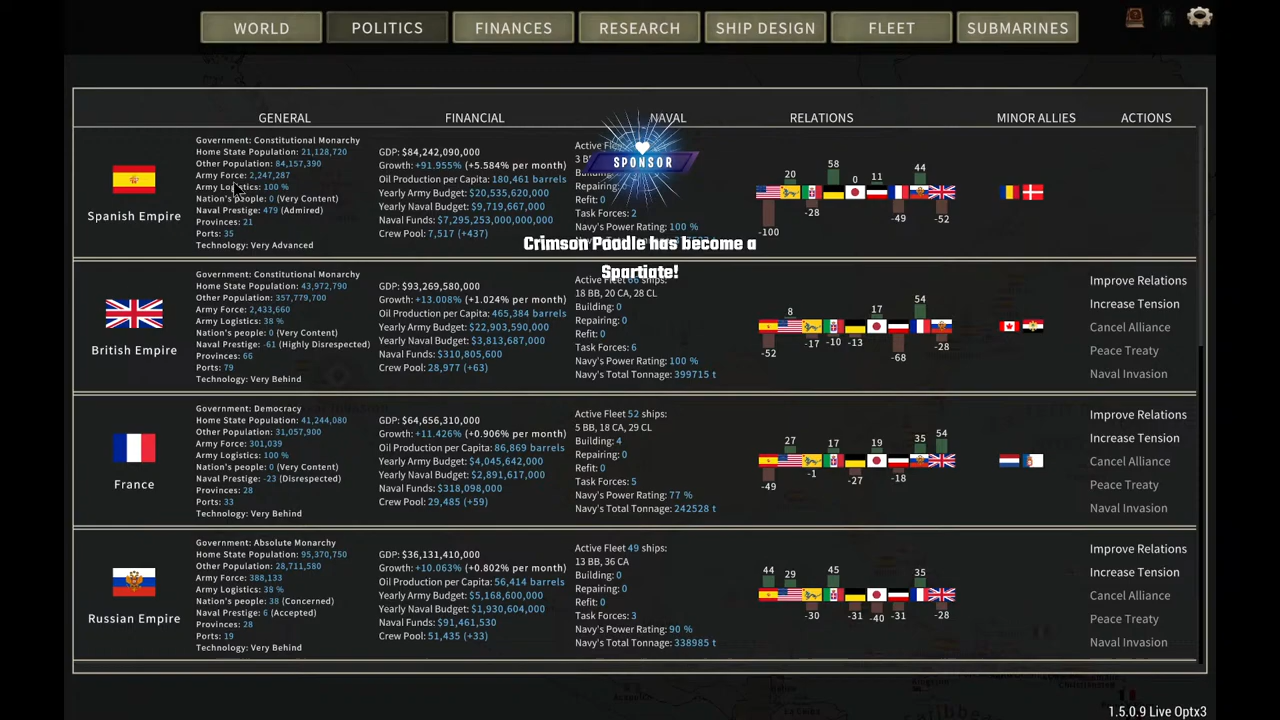 WORLD
POLITICS
FINANCES
RESEARCH
SHIP DESIGN
FLEET
SUBMARINES
GENERAL
FINANCIAL
NAVAL
RELATIONS
MINOR ALLIES
ACTIONS
Spanish Empire
Government: Constitutional Monarchy
Home State Population: 21,128,720
Other Population: 84,157,390
Army Force: 2,247,287
Army Logistics: 100 %
Nation's people: 0 (Very Content)
Naval Prestige: 479 (Admired)
Provinces: 21
Ports: 35
Technology: Very Advanced
GDP: $84,242,090,000
Growth: +91.955% (+5.584% per month)
Oil Production per Capita: 180,461 barrels
Yearly Army Budget: $20,535,620,000
Yearly Naval Budget: $9,719,667,000
Naval Funds: $7,295,253,000,000,000
Crew Pool: 7,517 (+437)
Active
Repairing:
Refit: 0
Task Forces: 2
Navy's Power Rating: 100 %
SPONSOR
Crimson Poodle has become a
Spartiate!
20
58
0
11
44
-100
-28
-49
-52
British Empire
Government: Constitutional Monarchy
Home State Population: 43,972,790
Other Population: 357,779,700
Army Force: 2,433,660
Army Logistics: 38 %
Nation's people: 0 (Very Content)
Naval Prestige: -61 (Highly Disrespected)
Provinces: 66
Ports: 79
Technology: Very Behind
GDP: $93,269,580,000
Growth: +13.008% (+1.024% per month)
Oil Production per Capita: 465,384 barrels
Yearly Army Budget: $22,903,590,000
Yearly Naval Budget: $3,813,687,000
Naval Funds: $310,805,600
Crew Pool: 28,977 (+63)
Active Fleet 66 ships:
18 BB, 20 CA, 28 CL
Building: 0
Repairing: 0
Refit: 0
Task Forces: 6
Navy's Power Rating: 100 %
Navy's Total Tonnage: 399715 t
8
17
54
-52
-17
-10
-13
-68
-28
Improve Relations
Increase Tension
Cancel Alliance
Peace Treaty
Naval Invasion
France
Government: Democracy
Home State Population: 41,244,080
Other Population: 31,057,900
Army Force: 301,039
Army Logistics: 100 %
Nation's people: 0 (Very Content)
Naval Prestige: -23 (Disrespected)
Provinces: 28
Ports: 33
Technology: Very Behind
GDP: $64,656,310,000
Growth: +11.426% (+0.906% per month)
Oil Production per Capita: 86,869 barrels
Yearly Army Budget: $4,045,642,000
Yearly Naval Budget: $2,891,617,000
Naval Funds: $318,098,000
Crew Pool: 29,485 (+59)
Active Fleet 52 ships:
5 BB, 18 CA, 29 CL
Building: 4
Repairing: 0
Refit: 0
Task Forces: 5
Navy's Power Rating: 77 %
Navy's Total Tonnage: 242528 t
27
17
19
35
54
-49
-1
-27
-18
Improve Relations
Increase Tension
Cancel Alliance
Peace Treaty
Naval Invasion
Russian Empire
Government: Absolute Monarchy
Home State Population: 95,370,750
Other Population: 28,711,580
Army Force: 388,133
Army Logistics: 38 %
Nation's people: 38 (Concerned)
Naval Prestige: 6 (Accepted)
Provinces: 28
Ports: 19
Technology: Very Behind
GDP: $36,131,410,000
Growth: +10.063% (+0.802% per month)
Oil Production per Capita: 56,414 barrels
Yearly Army Budget: $5,168,600,000
Yearly Naval Budget: $1,930,604,000
Naval Funds: $91,461,530
Crew Pool: 51,435 (+33)
Active Fleet 49 ships:
13 BB, 36 CA
Building: 0
Repairing: 0
Refit: 0
Task Forces: 3
Navy's Power Rating: 90 %
Navy's Total Tonnage: 338985 t
44
29
45
35
-30
-31
-40
-31
-28
Improve Relations
Increase Tension
Cancel Alliance
Peace Treaty
Naval Invasion
1.5.0.9 Live Optx3